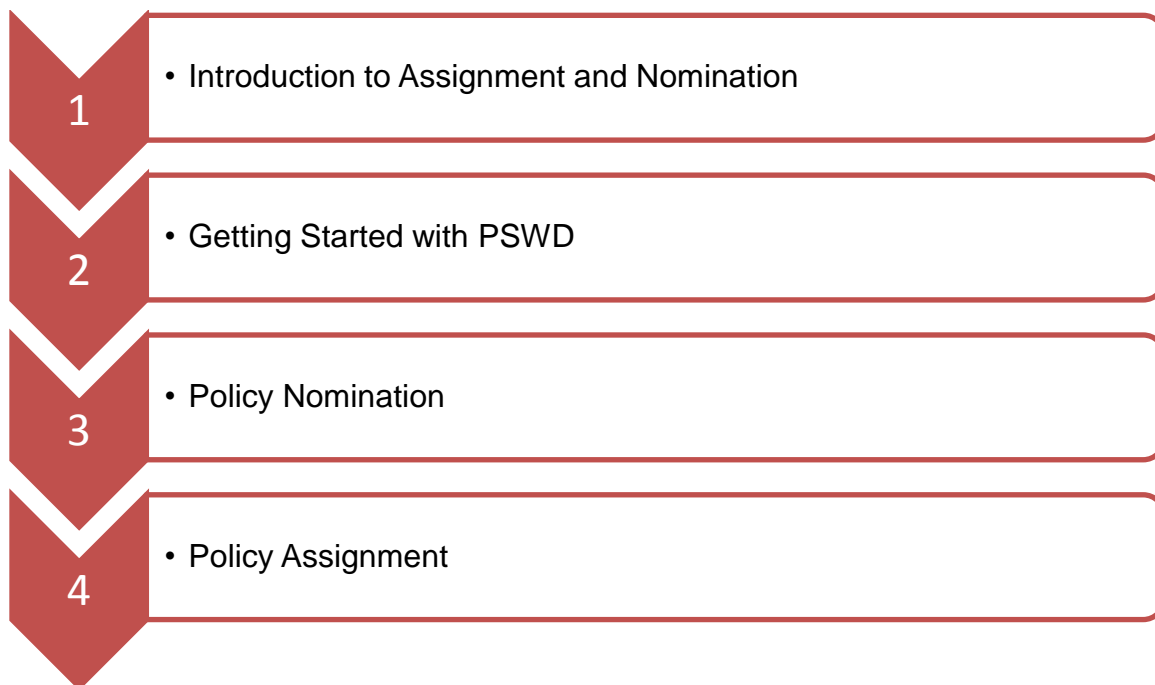 1
• Introduction to Assignment and Nomination
2
• Getting Started with PSWD
3
• Policy Nomination
4
• Policy Assignment